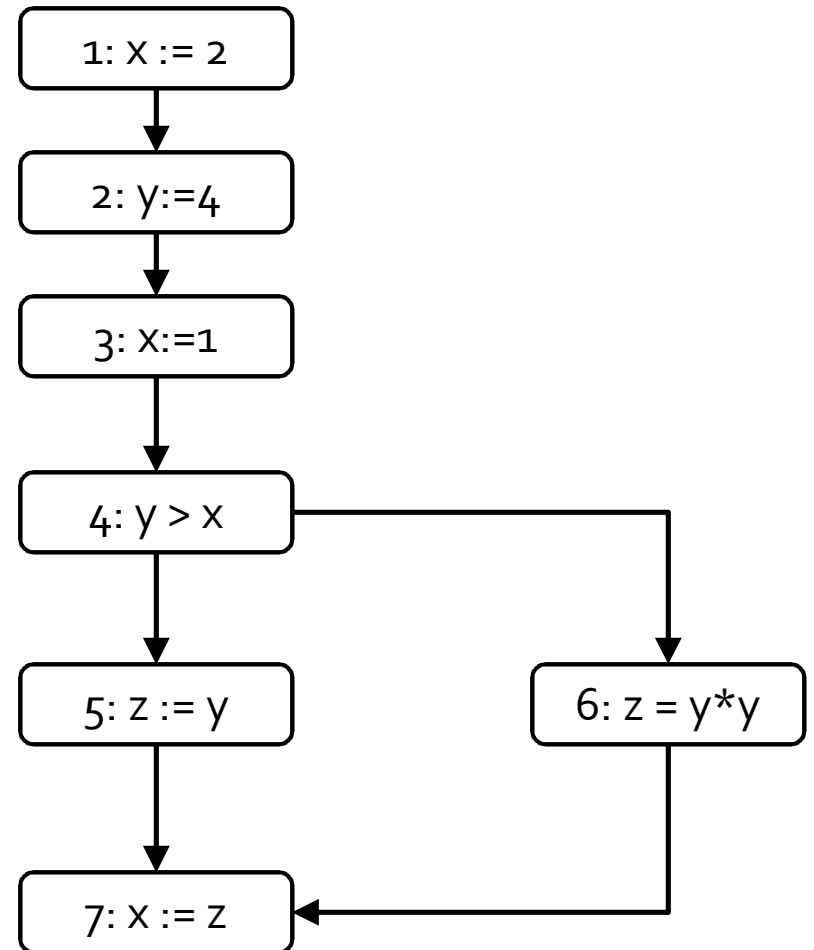 1: x := 2
2: y:=4
3: x:=1
4: y > x
5: z := y
6: z = y*y
7: x := z